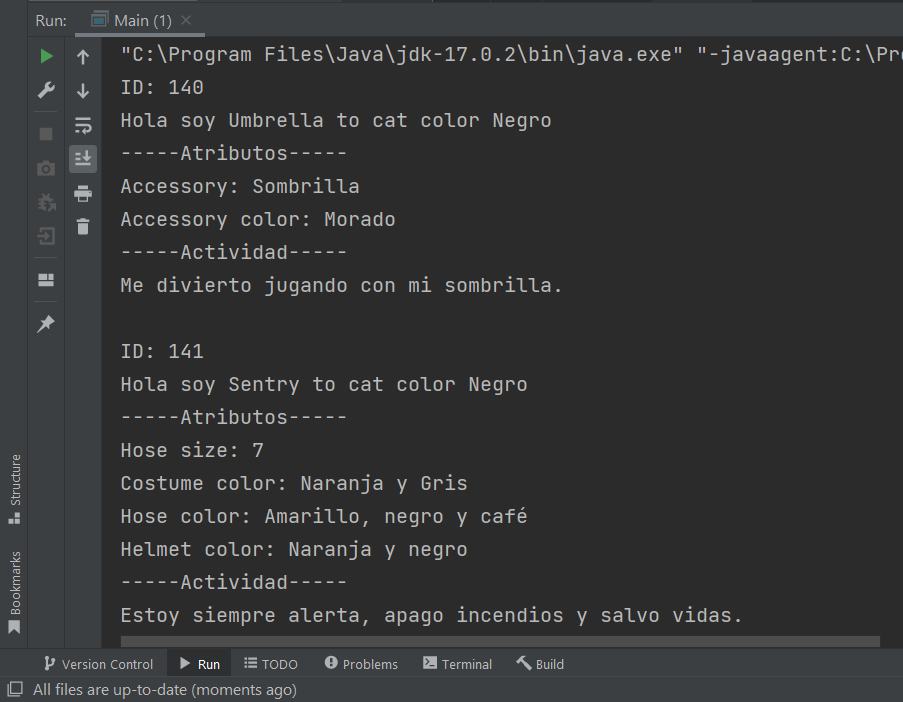 Run: Main (1)
"C:\Program Files\Java\jdk-17.0.2\bin\java.exe" "-javaagent:C:\Pr
ID: 140
Hola soy Umbrella to cat color Negro
-----Atributos-----
Accessory: Sombrilla
Accessory color: Morado
-----Actividad-----
Me divierto jugando con mi sombrilla.
ID: 141
Hola soy Sentry to cat color Negro
-----Atributos-----
Hose size: 7
Costume color: Naranja y Gris
Hose color: Amarillo, negro y café
Helmet color: Naranja y negro
-----Actividad-----
Estoy siempre alerta, apago incendios y salvo vidas.
Structure
Bookmarks
Version Control Run TODO Problems Terminal Build
All files are up-to-date (moments ago)